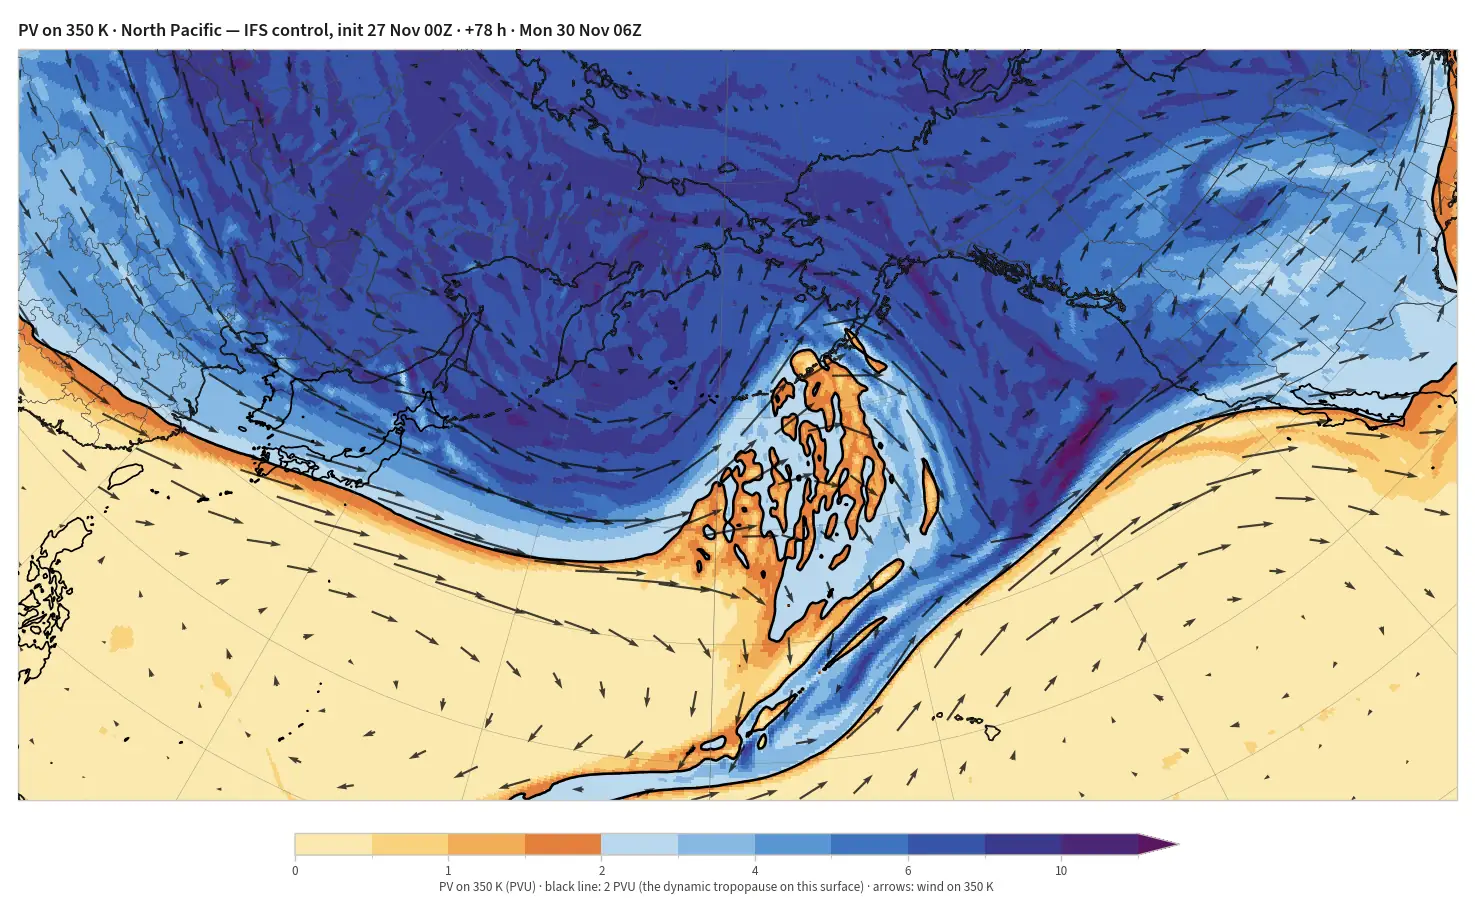 PV on 350 K · North Pacific — IFS control, init 27 Nov 00Z · +78 h · Mon 30 Nov 06Z
0 1 2 4 6 10
PV on 350 K (PVU) · black line: 2 PVU (the dynamic tropopause on this surface) · arrows: wind on 350 K